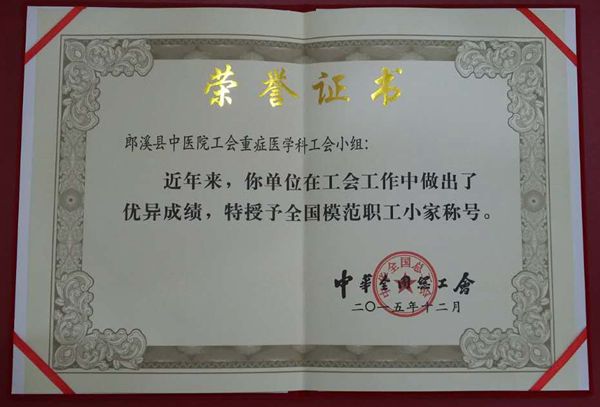 荣誉证书
郎溪县中医院工会重症医学科工会小组：
近年来，你单位在工会工作中做出了
优异成绩，特授予全国模范职工小家称号。
中华全国总工会
二〇一五年十二月